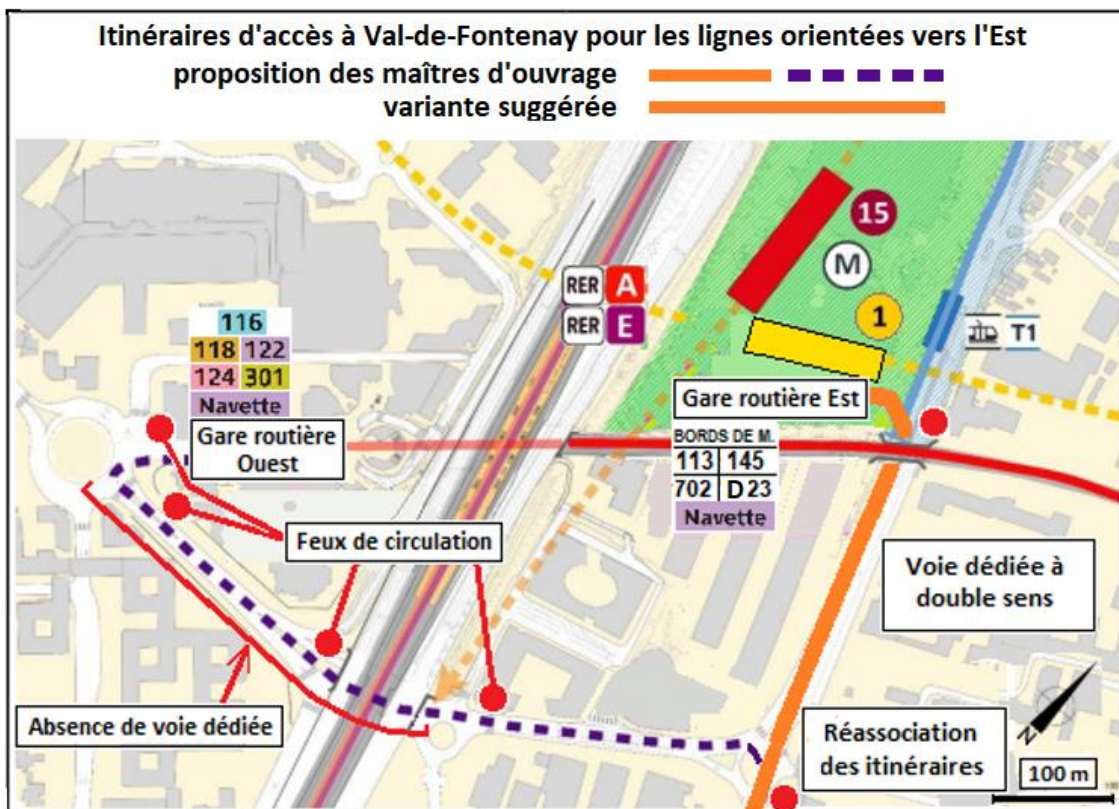 Itinéraires d'accès à Val-de-Fontenay pour les lignes orientées vers l'Est
proposition des maîtres d'ouvrage
variante suggérée
15
M
RER A
RER E
1
T1
116
118 122
124 301
Navette
Gare routière
Ouest
Gare routière Est
BORDS DE M.
113 145
702 D23
Navette
Feux de circulation
Voie dédiée à
double sens
Absence de voie dédiée
Réassociation
des itinéraires
N
100 m